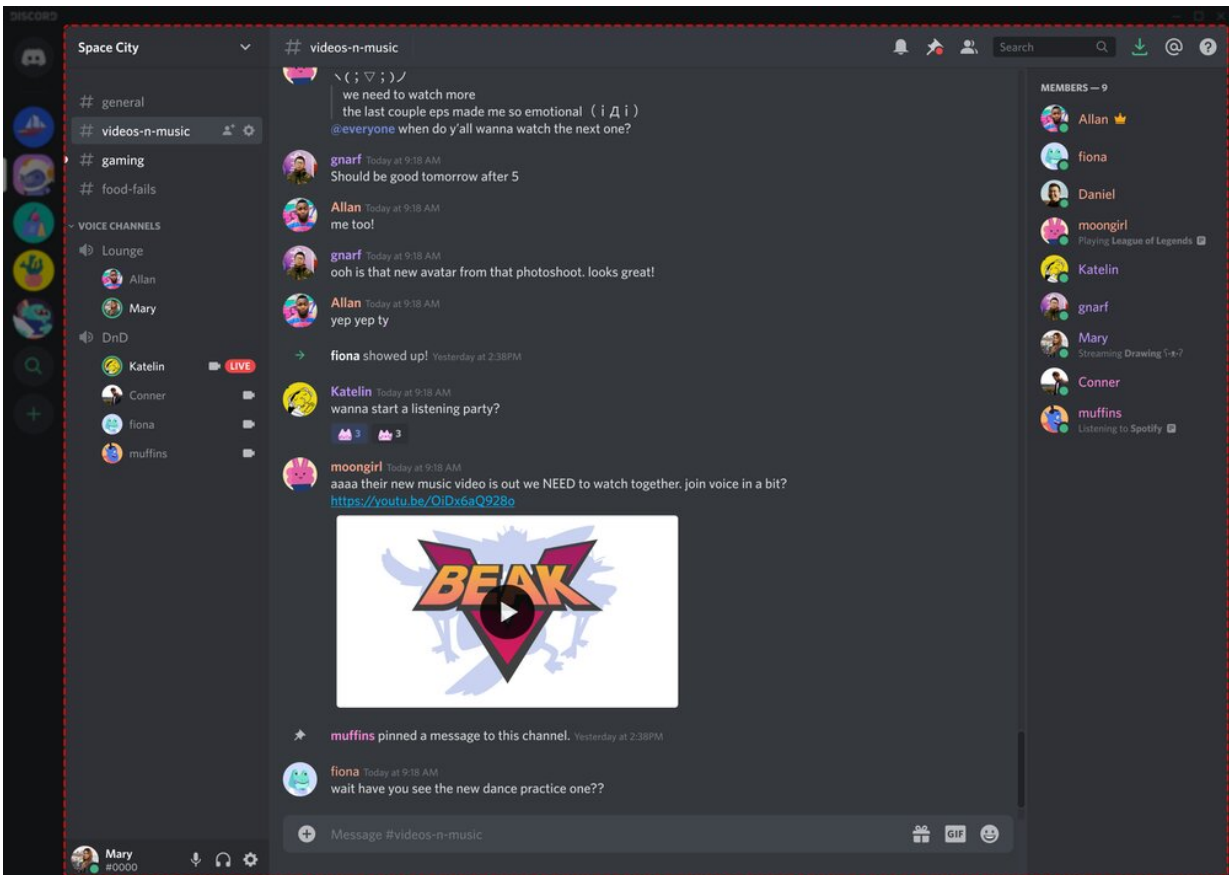 DISCORD
Space City
# videos-n-music
Search
# general
# videos-n-music
# gaming
# food-fails
VOICE CHANNELS
Lounge
Allan
Mary
DnD
Katelin LIVE
Conner
fiona
muffins
Mary
#0000
ヽ(；▽；)ノ
we need to watch more
the last couple eps made me so emotional （ｉДｉ）
@everyone when do y'all wanna watch the next one?
gnarf Today at 9:18 AM
Should be good tomorrow after 5
Allan Today at 9:18 AM
me too!
gnarf Today at 9:18 AM
ooh is that new avatar from that photoshoot. looks great!
Allan Today at 9:18 AM
yep yep ty
fiona showed up! Yesterday at 2:38PM
Katelin Today at 9:18 AM
wanna start a listening party?
3 3
moongirl Today at 9:18 AM
aaaa their new music video is out we NEED to watch together. join voice in a bit?
https://youtu.be/OiDx6aQ928o
BEAK
muffins pinned a message to this channel. Yesterday at 2:38PM
fiona Today at 9:18 AM
wait have you see the new dance practice one??
Message #videos-n-music
GIF
MEMBERS — 9
Allan
fiona
Daniel
moongirl
Playing League of Legends
Katelin
gnarf
Mary
Streaming Drawing
Conner
muffins
Listening to Spotify